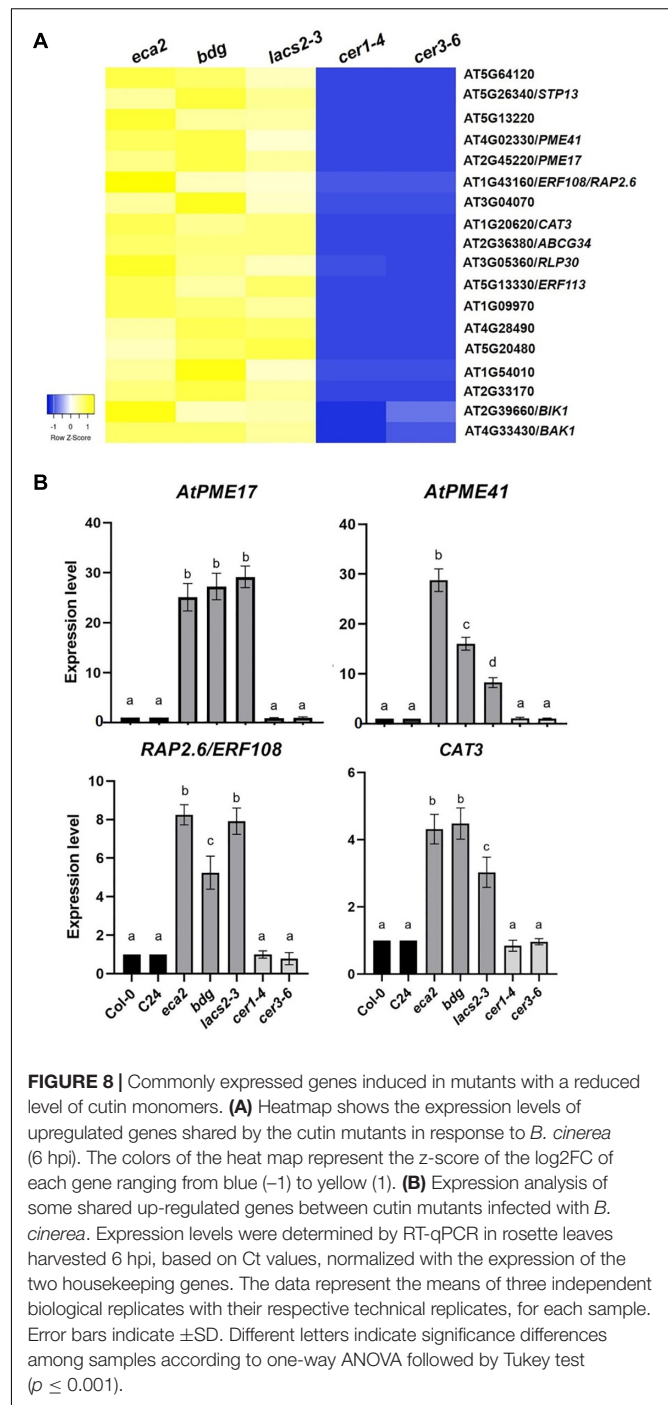 A
eca2 bdg lacs2-3 cer1-4 cer3-6
AT5G64120
AT5G26340/STP13
AT5G13220
AT4G02330/PME41
AT2G45220/PME17
AT1G43160/ERF108/RAP2.6
AT3G04070
AT1G20620/CAT3
AT2G36380/ABCG34
AT3G05360/RLP30
AT5G13330/ERF113
AT1G09970
AT4G28490
AT5G20480
AT1G54010
AT2G33170
AT2G39660/BIK1
AT4G33430/BAK1
-1 0 1
Row Z-Score
B
AtPME17
Expression level
40
30
20
10
0
a a b b b a a
AtPME41
40
30
20
10
0
a a b c d a a
RAP2.6/ERF108
Expression level
10
8
6
4
2
0
a a b c b a a
Col-0 C24 eca2 bdg lacs2-3 cer1-4 cer3-6
CAT3
6
4
2
0
a a b b c a a
Col-0 C24 eca2 bdg lacs2-3 cer1-4 cer3-6
FIGURE 8 | Commonly expressed genes induced in mutants with a reduced
level of cutin monomers. (A) Heatmap shows the expression levels of
upregulated genes shared by the cutin mutants in response to B. cinerea
(6 hpi). The colors of the heat map represent the z-score of the log2FC of
each gene ranging from blue (–1) to yellow (1). (B) Expression analysis of
some shared up-regulated genes between cutin mutants infected with B.
cinerea. Expression levels were determined by RT-qPCR in rosette leaves
harvested 6 hpi, based on Ct values, normalized with the expression of the
two housekeeping genes. The data represent the means of three independent
biological replicates with their respective technical replicates, for each sample.
Error bars indicate ±SD. Different letters indicate significance differences
among samples according to one-way ANOVA followed by Tukey test
(p ≤ 0.001).